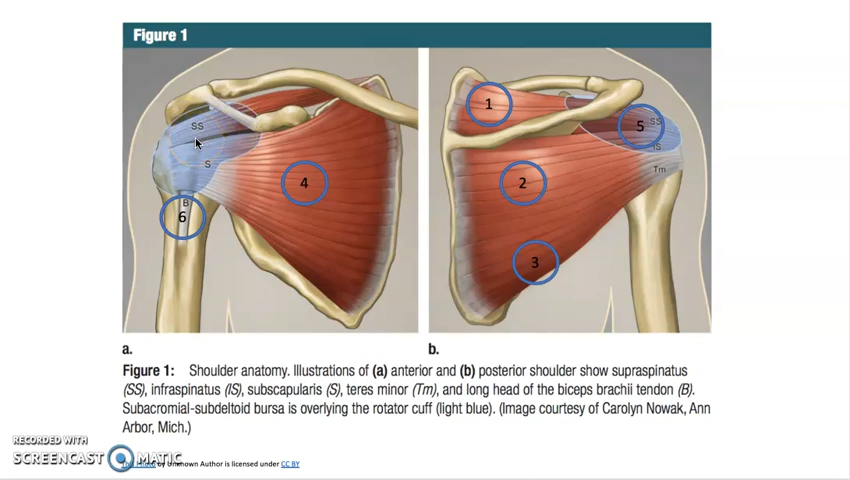 Figure 1
SS
S
B
6
4
1
5
SS
IS
Tm
2
3
a.
b.
Figure 1: Shoulder anatomy. Illustrations of (a) anterior and (b) posterior shoulder show supraspinatus
(SS), infraspinatus (IS), subscapularis (S), teres minor (Tm), and long head of the biceps brachii tendon (B).
Subacromial-subdeltoid bursa is overlying the rotator cuff (light blue). (Image courtesy of Carolyn Nowak, Ann
Arbor, Mich.)
RECORDED WITH
SCREENCAST MATIC
by Unknown Author is licensed under CC BY